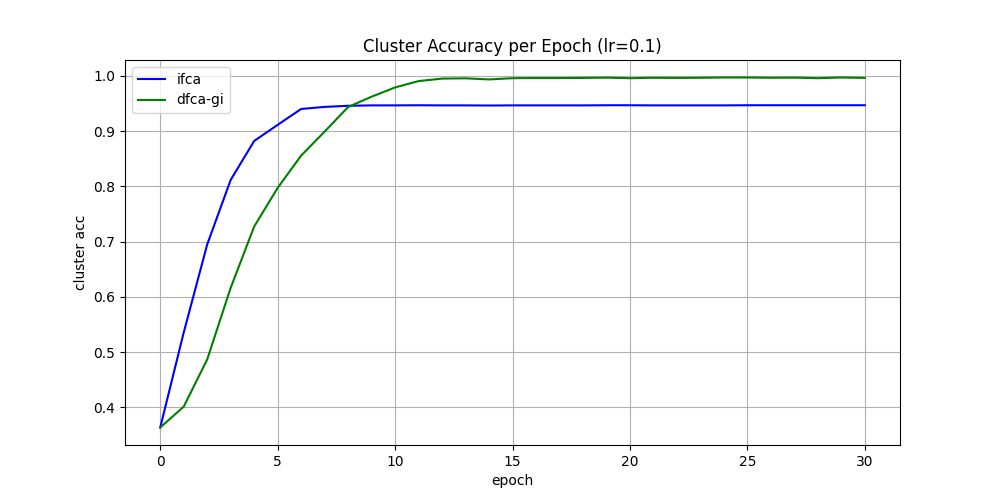 Cluster Accuracy per Epoch (lr=0.1)
ifca
dfca-gi
cluster acc
1.0
0.9
0.8
0.7
0.6
0.5
0.4
0 5 10 15 20 25 30
epoch